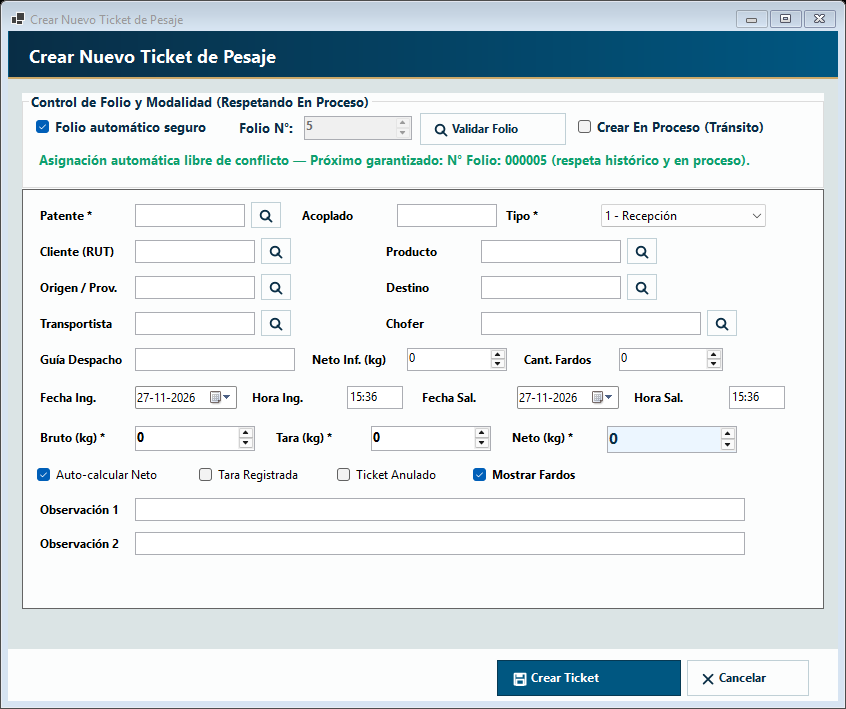 Crear Nuevo Ticket de Pesaje
Crear Nuevo Ticket de Pesaje
Control de Folio y Modalidad (Respetando En Proceso)
Folio automático seguro Folio N°: 5 Validar Folio Crear En Proceso (Tránsito)
Asignación automática libre de conflicto — Próximo garantizado: N° Folio: 000005 (respeta histórico y en proceso).
Patente * Acoplado Tipo * 1 - Recepción
Cliente (RUT) Producto
Origen / Prov. Destino
Transportista Chofer
Guía Despacho Neto Inf. (kg) 0 Cant. Fardos 0
Fecha Ing. 27-11-2026 Hora Ing. 15:36 Fecha Sal. 27-11-2026 Hora Sal. 15:36
Bruto (kg) * 0 Tara (kg) * 0 Neto (kg) * 0
Auto-calcular Neto Tara Registrada Ticket Anulado Mostrar Fardos
Observación 1
Observación 2
Crear Ticket Cancelar